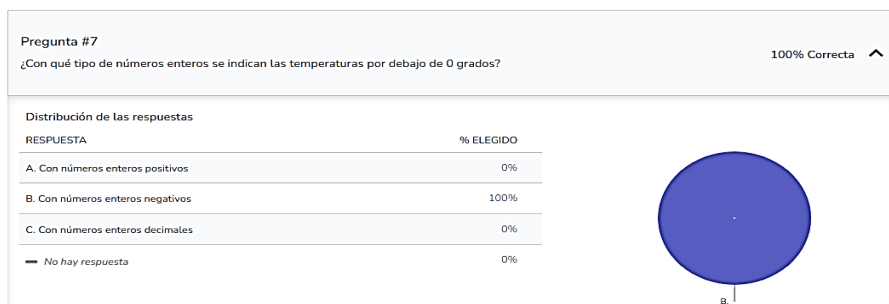 Pregunta #7
¿Con qué tipo de números enteros se indican las temperaturas por debajo de 0 grados?
100% Correcta
Distribución de las respuestas
RESPUESTA % ELEGIDO
A. Con números enteros positivos 0%
B. Con números enteros negativos 100%
C. Con números enteros decimales 0%
No hay respuesta 0%
B.